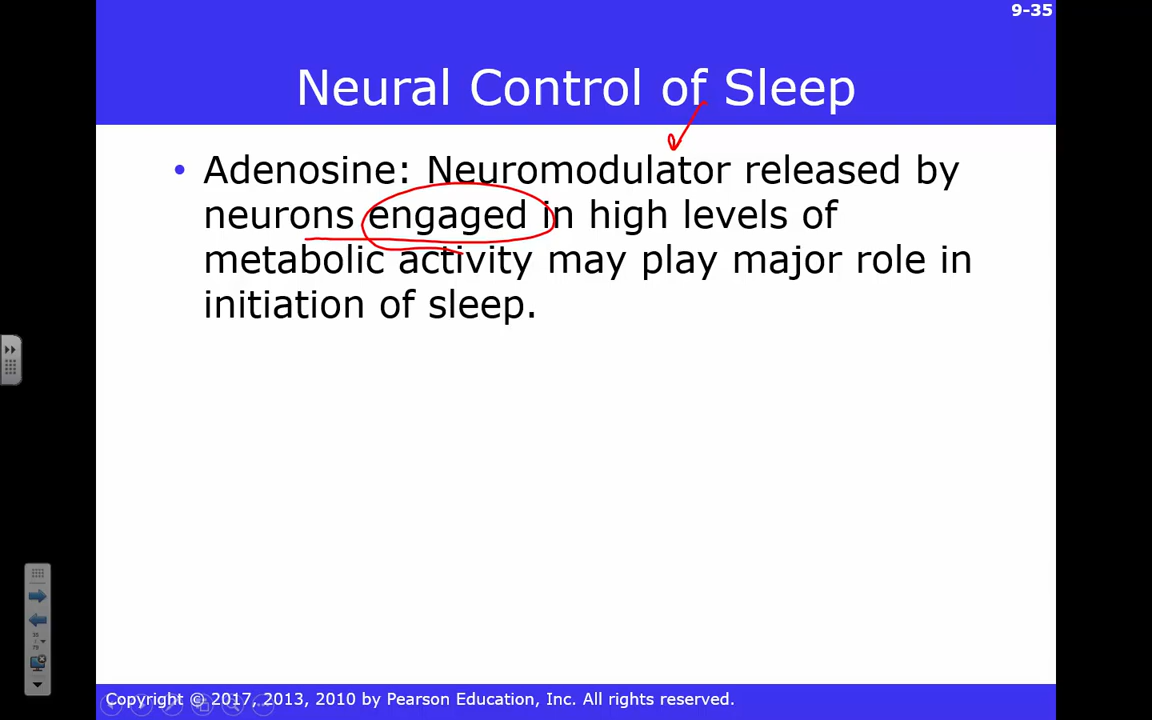 9-35
Neural Control of Sleep
• Adenosine: Neuromodulator released by
neurons engaged in high levels of
metabolic activity may play major role in
initiation of sleep.
Copyright © 2017, 2013, 2010 by Pearson Education, Inc. All rights reserved.